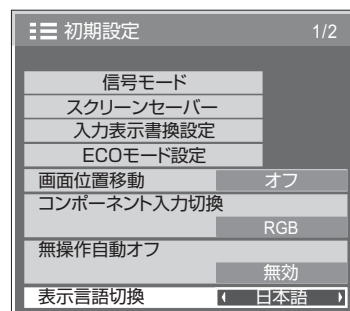 初期設定 1/2
信号モード
スクリーンセーバー
入力表示書換設定
ECOモード設定
画面位置移動 オフ
コンポーネント入力切換
RGB
無操作自動オフ
無効
表示言語切換 日本語